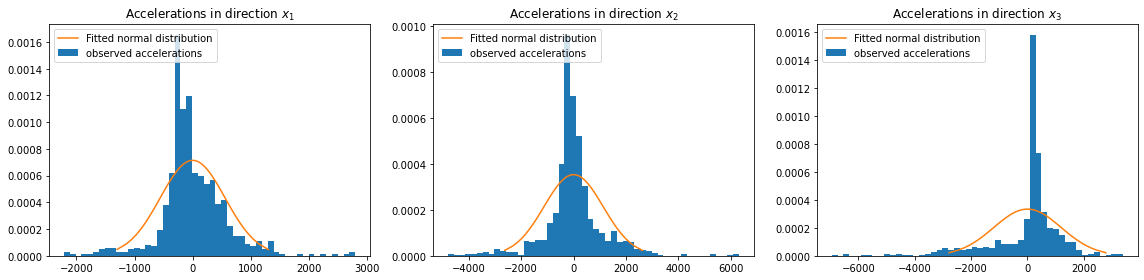 Accelerations in direction x₁
Fitted normal distribution
observed accelerations
0.0016
0.0014
0.0012
0.0010
0.0008
0.0006
0.0004
0.0002
0.0000
−2000 −1000 0 1000 2000 3000
Accelerations in direction x₂
Fitted normal distribution
observed accelerations
0.0010
0.0008
0.0006
0.0004
0.0002
0.0000
−4000 −2000 0 2000 4000 6000
Accelerations in direction x₃
Fitted normal distribution
observed accelerations
0.0016
0.0014
0.0012
0.0010
0.0008
0.0006
0.0004
0.0002
0.0000
−6000 −4000 −2000 0 2000